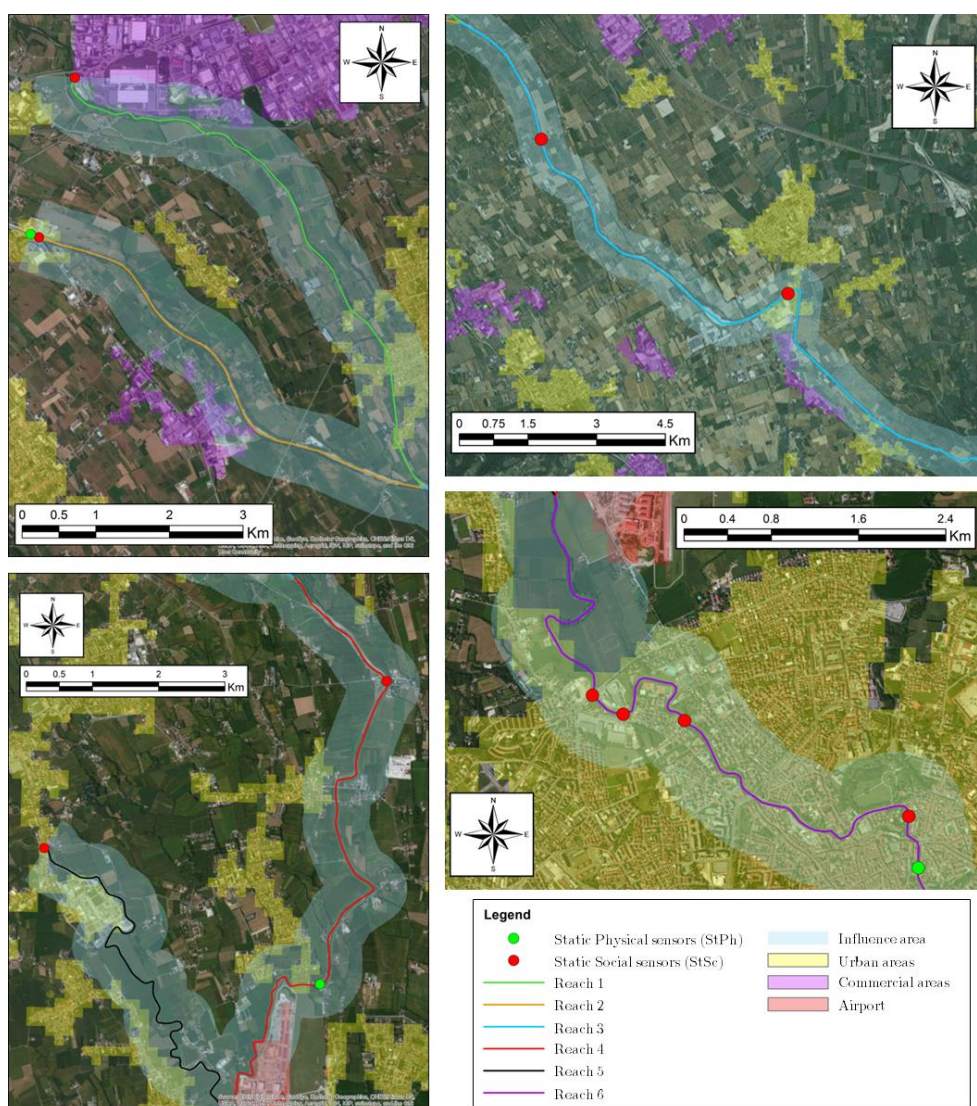 N
W E
S
0 0.5 1 2 3
Km
N
W E
S
0 0.75 1.5 3 4.5
Km
N
W E
S
0 0.5 1 2 3
Km
0 0.4 0.8 1.6 2.4
Km
N
W E
S
Legend
Static Physical sensors (StPh)
Static Social sensors (StSc)
Reach 1
Reach 2
Reach 3
Reach 4
Reach 5
Reach 6
Influence area
Urban areas
Commercial areas
Airport